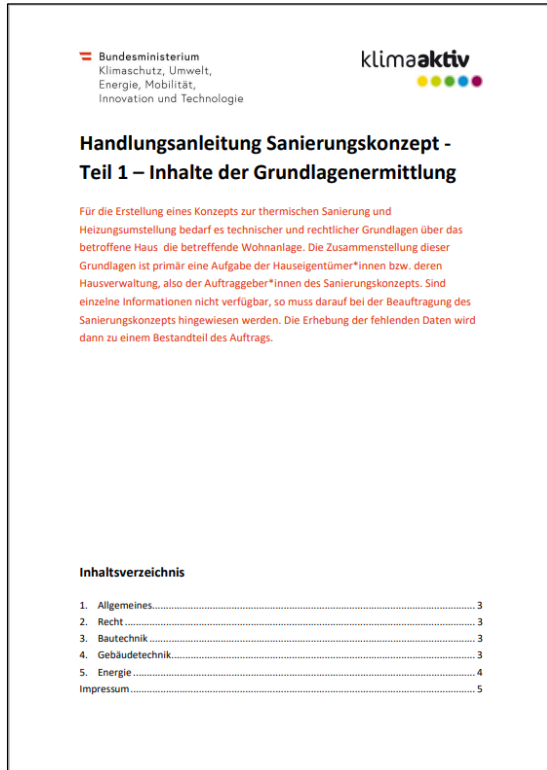 Bundesministerium
Klimaschutz, Umwelt,
Energie, Mobilität,
Innovation und Technologie
klimaaktiv
Handlungsanleitung Sanierungskonzept -
Teil 1 – Inhalte der Grundlagenermittlung
Für die Erstellung eines Konzepts zur thermischen Sanierung und
Heizungsumstellung bedarf es technischer und rechtlicher Grundlagen über das
betroffene Haus  die betreffende Wohnanlage. Die Zusammenstellung dieser
Grundlagen ist primär eine Aufgabe der Hauseigentümer*innen bzw. deren
Hausverwaltung, also der Auftraggeber*innen des Sanierungskonzepts. Sind
einzelne Informationen nicht verfügbar, so muss darauf bei der Beauftragung des
Sanierungskonzepts hingewiesen werden. Die Erhebung der fehlenden Daten wird
dann zu einem Bestandteil des Auftrags.
Inhaltsverzeichnis
1. Allgemeines 3
2. Recht 3
3. Bautechnik 3
4. Gebäudetechnik 3
5. Energie 4
Impressum 5